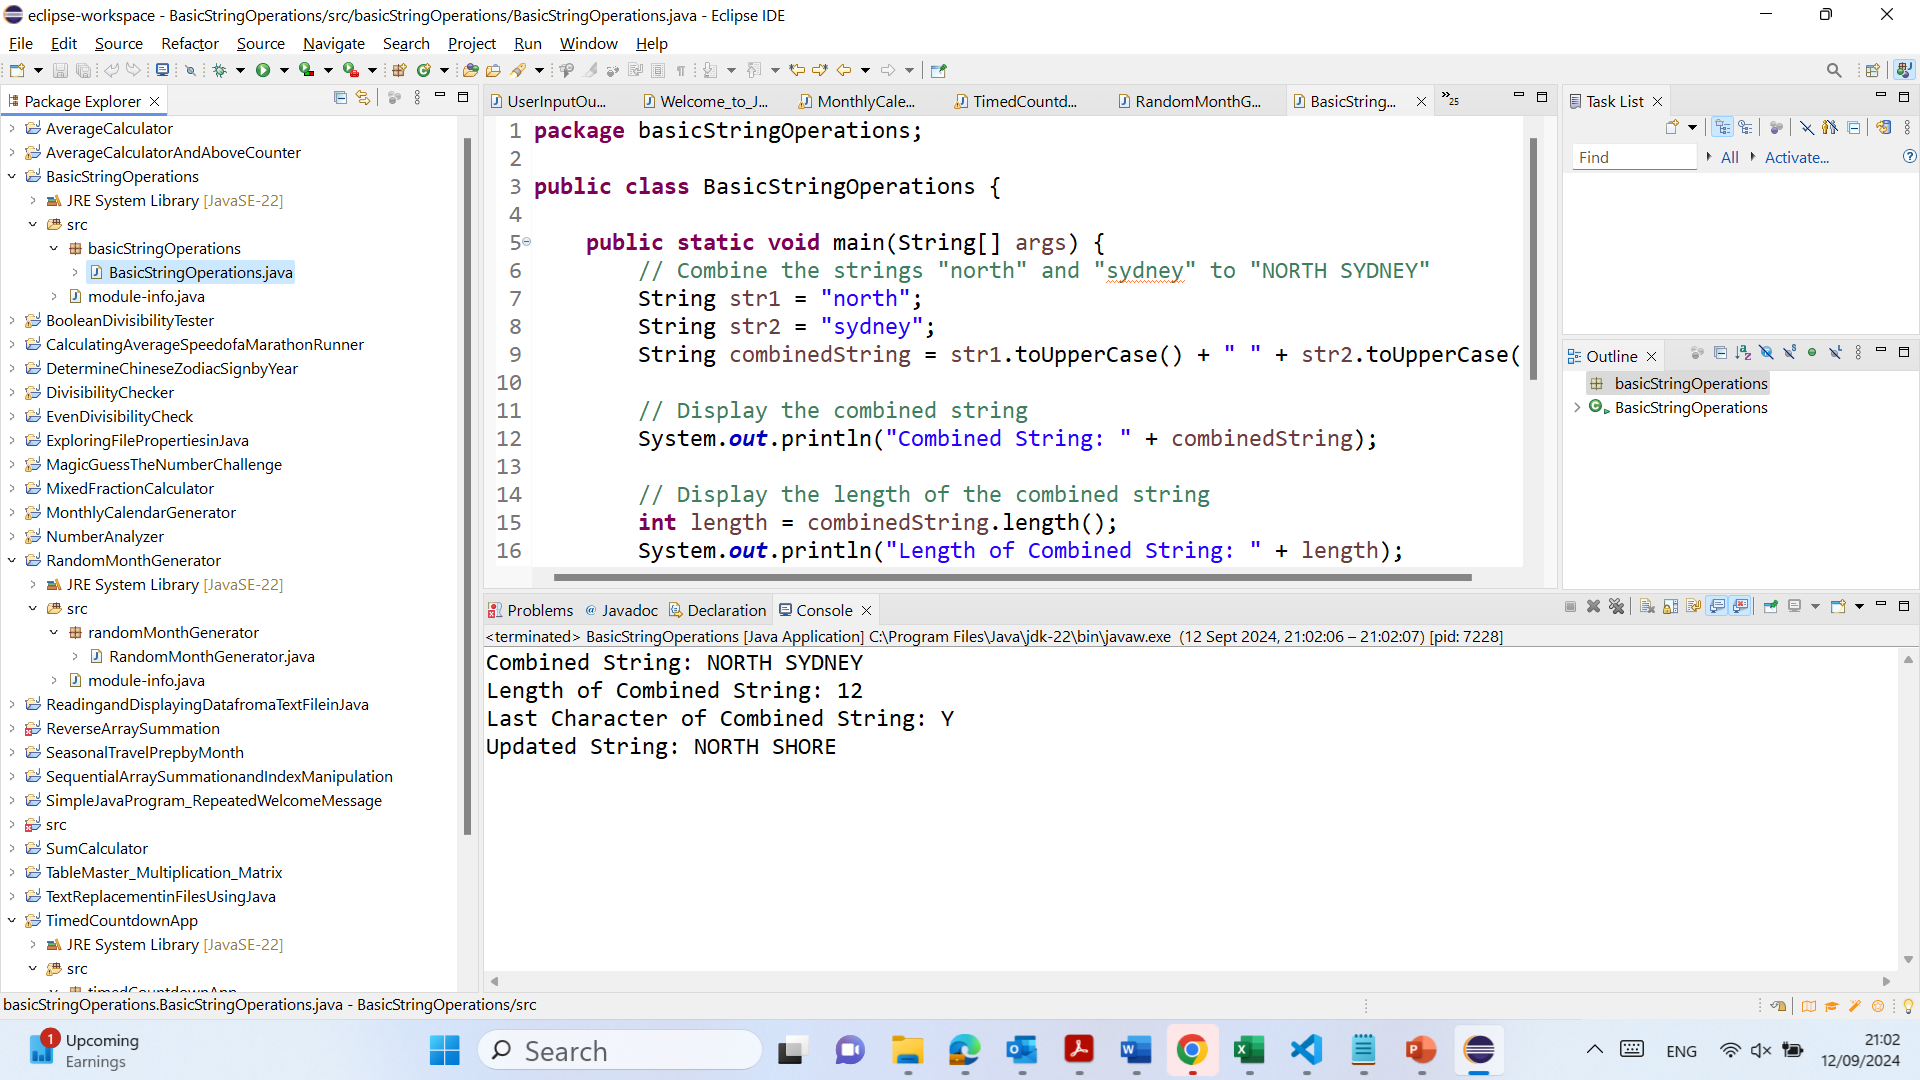 eclipse-workspace - BasicStringOperations/src/basicStringOperations/BasicStringOperations.java - Eclipse IDE
File Edit Source Refactor Source Navigate Search Project Run Window Help
Package Explorer
AverageCalculator
AverageCalculatorAndAboveCounter
BasicStringOperations
JRE System Library [JavaSE-22]
src
basicStringOperations
BasicStringOperations.java
module-info.java
BooleanDivisibilityTester
CalculatingAverageSpeedofaMarathonRunner
DetermineChineseZodiacSignbyYear
DivisibilityChecker
EvenDivisibilityCheck
ExploringFilePropertiesinJava
MagicGuessTheNumberChallenge
MixedFractionCalculator
MonthlyCalendarGenerator
NumberAnalyzer
RandomMonthGenerator
JRE System Library [JavaSE-22]
src
randomMonthGenerator
RandomMonthGenerator.java
module-info.java
ReadingandDisplayingDatafromaTextFileinJava
ReverseArraySummation
SeasonalTravelPrepbyMonth
SequentialArraySummationandIndexManipulation
SimpleJavaProgram_RepeatedWelcomeMessage
src
SumCalculator
TableMaster_Multiplication_Matrix
TextReplacementinFilesUsingJava
TimedCountdownApp
JRE System Library [JavaSE-22]
src
timedCountdownApp
UserInputOu... Welcome_to_J... MonthlyCale... TimedCountd... RandomMonthG... BasicString... »25
1 package basicStringOperations;
2
3 public class BasicStringOperations {
4
5 public static void main(String[] args) {
6 // Combine the strings "north" and "sydney" to "NORTH SYDNEY"
7 String str1 = "north";
8 String str2 = "sydney";
9 String combinedString = str1.toUpperCase() + " " + str2.toUpperCase(
10
11 // Display the combined string
12 System.out.println("Combined String: " + combinedString);
13
14 // Display the length of the combined string
15 int length = combinedString.length();
16 System.out.println("Length of Combined String: " + length);
Task List
Find All Activate...
Outline
basicStringOperations
BasicStringOperations
Problems Javadoc Declaration Console
<terminated> BasicStringOperations [Java Application] C:\Program Files\Java\jdk-22\bin\javaw.exe (12 Sept 2024, 21:02:06 – 21:02:07) [pid: 7228]
Combined String: NORTH SYDNEY
Length of Combined String: 12
Last Character of Combined String: Y
Updated String: NORTH SHORE
basicStringOperations.BasicStringOperations.java - BasicStringOperations/src
1 Upcoming
Earnings
Search
ENG
21:02
12/09/2024